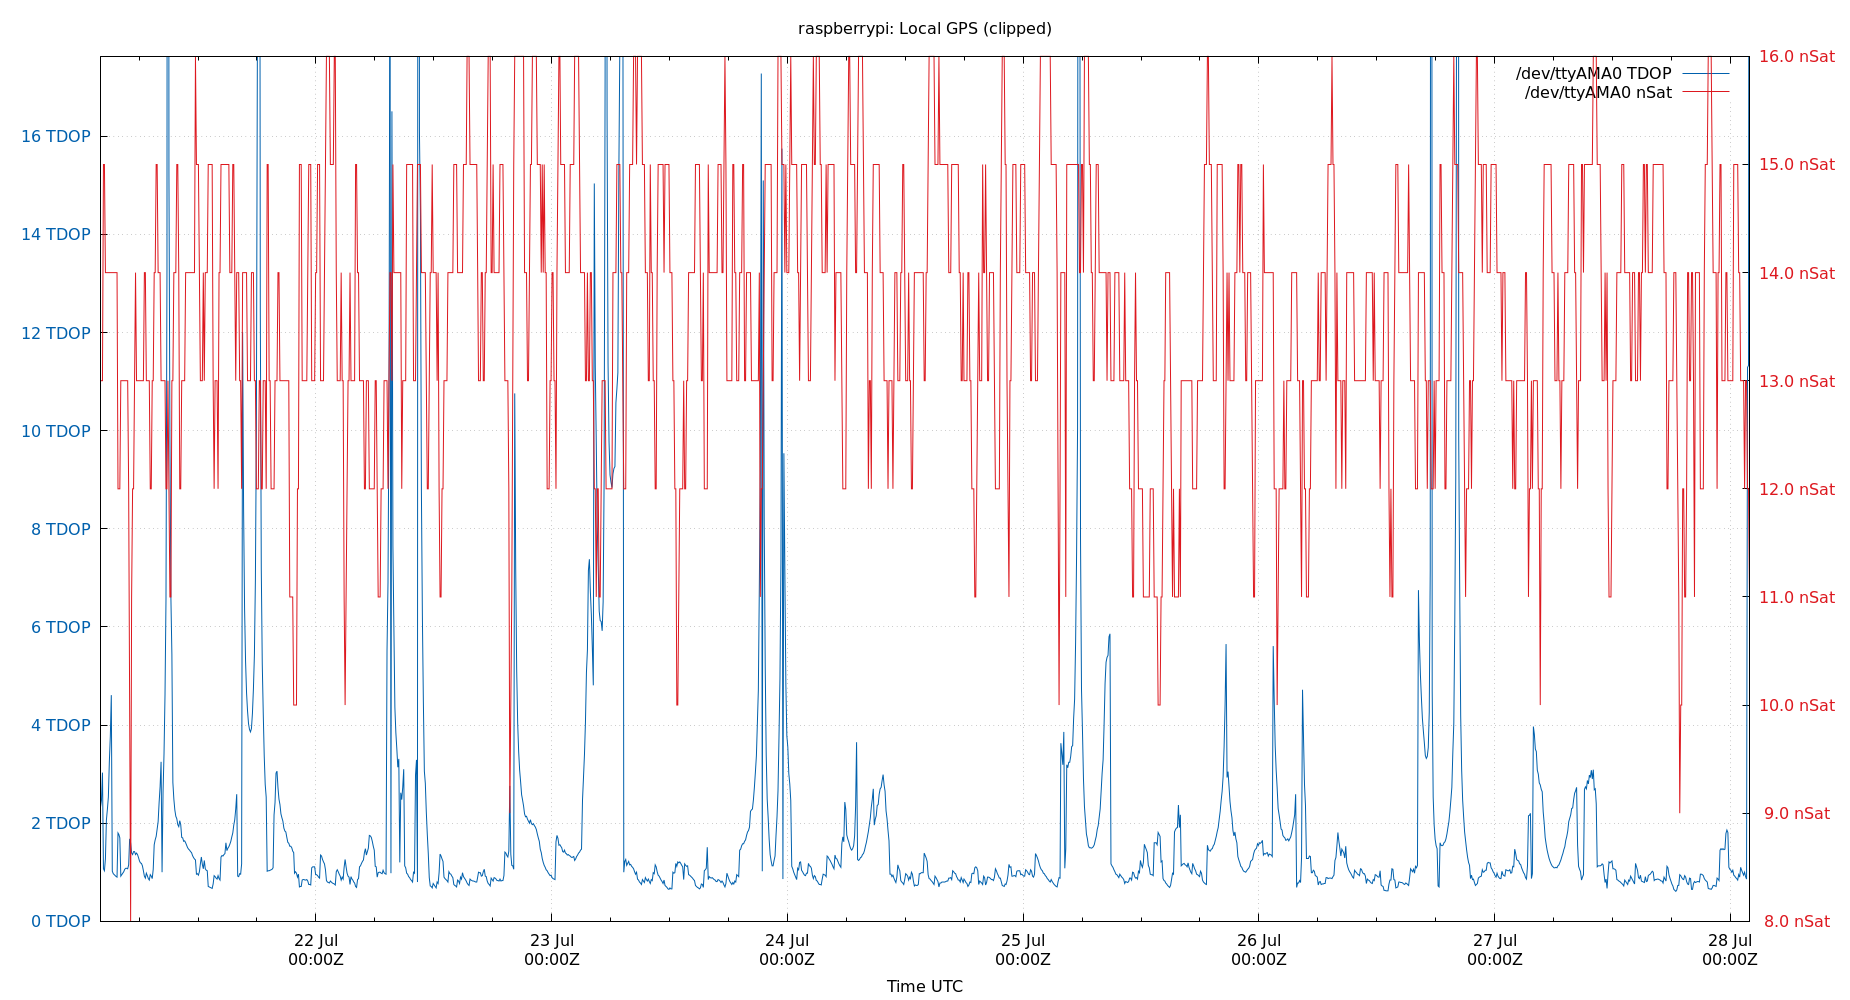 raspberrypi: Local GPS (clipped)
/dev/ttyAMA0 TDOP
/dev/ttyAMA0 nSat
16 TDOP
14 TDOP
12 TDOP
10 TDOP
8 TDOP
6 TDOP
4 TDOP
2 TDOP
0 TDOP
16.0 nSat
15.0 nSat
14.0 nSat
13.0 nSat
12.0 nSat
11.0 nSat
10.0 nSat
9.0 nSat
8.0 nSat
22 Jul 23 Jul 24 Jul 25 Jul 26 Jul 27 Jul 28 Jul
00:00Z 00:00Z 00:00Z 00:00Z 00:00Z 00:00Z 00:00Z
Time UTC